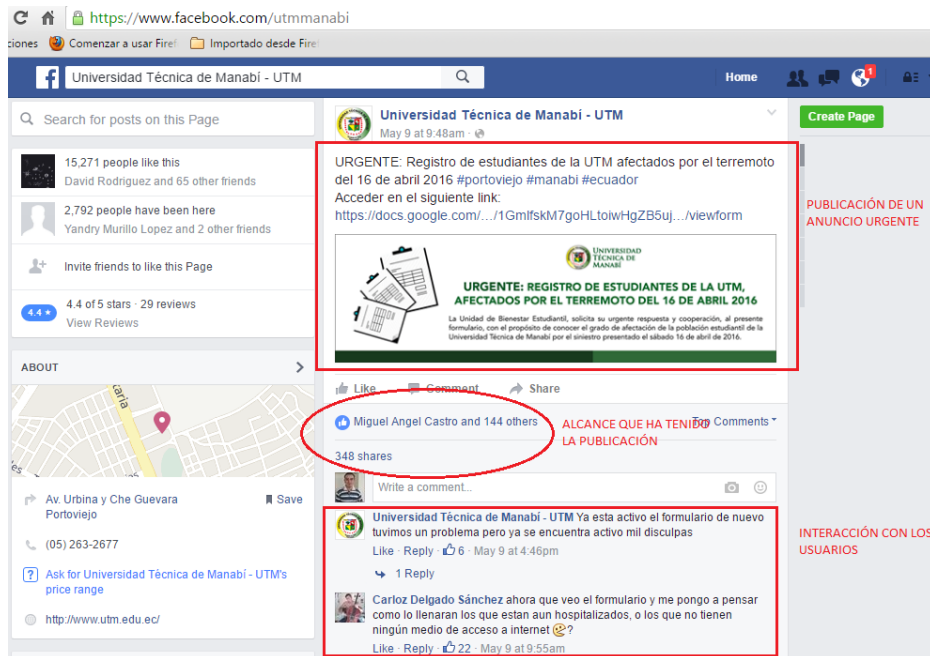 https://www.facebook.com/utmmanabi
ciones Comenzar a usar Firef Importado desde Fire
Universidad Técnica de Manabí - UTM
Home
1
Search for posts on this Page
15,271 people like this
David Rodriguez and 65 other friends
2,792 people have been here
Yandry Murillo Lopez and 2 other friends
Invite friends to like this Page
4.4 ★
4.4 of 5 stars · 29 reviews
View Reviews
ABOUT
taria
Av. Urbina y Che Guevara
Portoviejo
Save
(05) 263-2677
Ask for Universidad Técnica de Manabí - UTM's
price range
http://www.utm.edu.ec/
Universidad Técnica de Manabí - UTM
May 9 at 9:48am ·
URGENTE: Registro de estudiantes de la UTM afectados por el terremoto
del 16 de abril 2016 #portoviejo #manabi #ecuador
Acceder en el siguiente link:
https://docs.google.com/.../1GmIfskM7goHLtoiwHgZB5uj.../viewform
UNIVERSIDAD
TÉCNICA DE
MANABÍ
URGENTE: REGISTRO DE ESTUDIANTES DE LA UTM,
AFECTADOS POR EL TERREMOTO DEL 16 DE ABRIL 2016
La Unidad de Bienestar Estudiantil, solicita su urgente respuesta y cooperación, al presente
formulario, con el propósito de conocer el grado de afectación de la población estudiantil de la
Universidad Técnica de Manabí por el siniestro presentado el sábado 16 de abril de 2016.
Like Comment Share
Miguel Angel Castro and 144 others
Top Comments
348 shares
Write a comment...
Universidad Técnica de Manabí - UTM Ya esta activo el formulario de nuevo
tuvimos un problema pero ya se encuentra activo mil disculpas
Like · Reply · 6 · May 9 at 4:46pm
1 Reply
Carloz Delgado Sánchez ahora que veo el formulario y me pongo a pensar
como lo llenaran los que estan aun hospitalizados, o los que no tienen
ningún medio de acceso a internet ?
Like · Reply · 22 · May 9 at 9:55am
Create Page
PUBLICACIÓN DE UN
ANUNCIO URGENTE
ALCANCE QUE HA TENIDO
LA PUBLICACIÓN
INTERACCIÓN CON LOS
USUARIOS